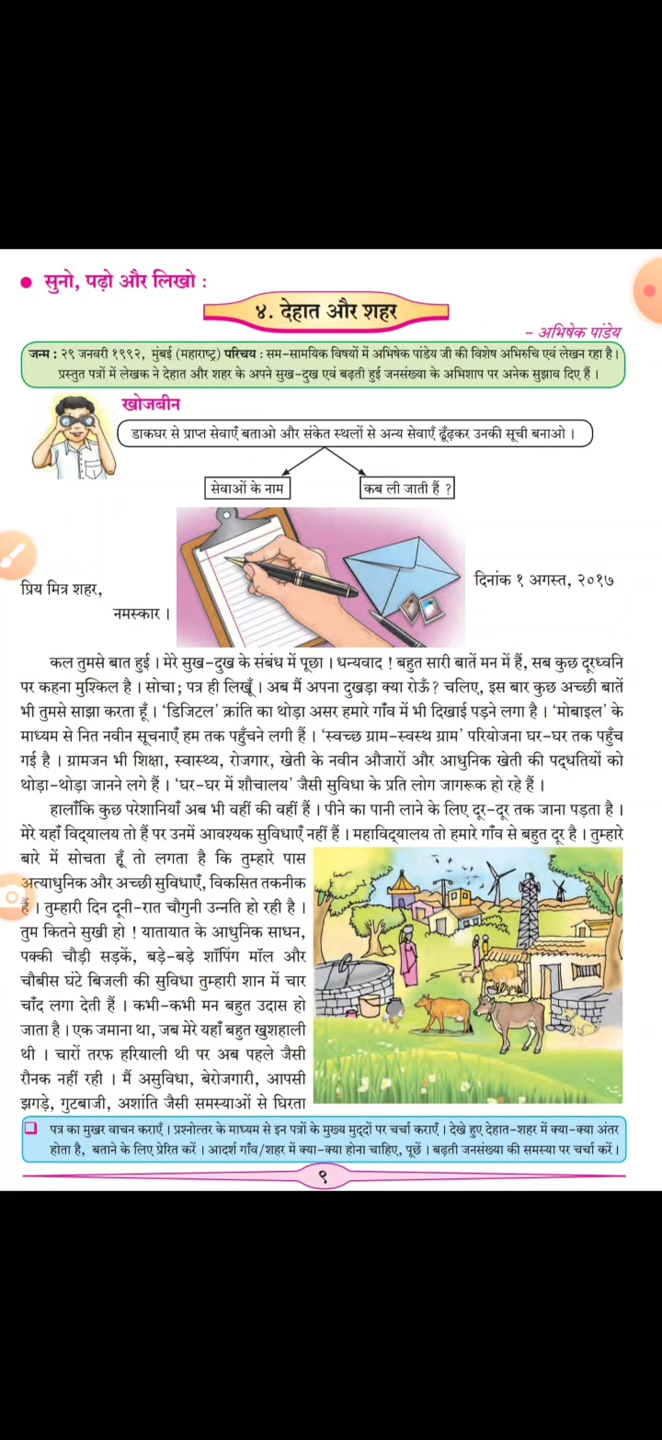 ● सुनो, पढ़ो और लिखो :
४. देहात और शहर
– अभिषेक पांडेय
जन्म : २९ जनवरी १९९२, मुंबई (महाराष्ट्र) परिचय : सम-सामयिक विषयों में अभिषेक पांडेय जी की विशेष अभिरुचि एवं लेखन रहा है ।
प्रस्तुत पत्रों में लेखक ने देहात और शहर के अपने सुख-दुख एवं बढ़ती हुई जनसंख्या के अभिशाप पर अनेक सुझाव दिए हैं ।
खोजबीन
डाकघर से प्राप्त सेवाएँ बताओ और संकेत स्थलों से अन्य सेवाएँ ढूँढ़कर उनकी सूची बनाओ ।
सेवाओं के नाम
कब ली जाती हैं ?
दिनांक १ अगस्त, २०१७
प्रिय मित्र शहर,
नमस्कार ।
कल तुमसे बात हुई । मेरे सुख-दुख के संबंध में पूछा । धन्यवाद ! बहुत सारी बातें मन में हैं, सब कुछ दूरध्वनि
पर कहना मुश्किल है । सोचा; पत्र ही लिखूँ । अब मैं अपना दुखड़ा क्या रोऊँ? चलिए, इस बार कुछ अच्छी बातें
भी तुमसे साझा करता हूँ । ‘डिजिटल’ क्रांति का थोड़ा असर हमारे गाँव में भी दिखाई पड़ने लगा है । ‘मोबाइल’ के
माध्यम से नित नवीन सूचनाएँ हम तक पहुँचने लगी हैं । ‘स्वच्छ ग्राम-स्वस्थ ग्राम’ परियोजना घर-घर तक पहुँच
गई है । ग्रामजन भी शिक्षा, स्वास्थ्य, रोजगार, खेती के नवीन औजारों और आधुनिक खेती की पद्धतियों को
थोड़ा-थोड़ा जानने लगे हैं । ‘घर-घर में शौचालय’ जैसी सुविधा के प्रति लोग जागरूक हो रहे हैं ।
हालाँकि कुछ परेशानियाँ अब भी वहीं की वहीं हैं । पीने का पानी लाने के लिए दूर-दूर तक जाना पड़ता है ।
मेरे यहाँ विद्यालय तो हैं पर उनमें आवश्यक सुविधाएँ नहीं हैं । महाविद्यालय तो हमारे गाँव से बहुत दूर है । तुम्हारे
बारे में सोचता हूँ तो लगता है कि तुम्हारे पास
अत्याधुनिक और अच्छी सुविधाएँ, विकसित तकनीक
हैं । तुम्हारी दिन दूनी-रात चौगुनी उन्नति हो रही है ।
तुम कितने सुखी हो ! यातायात के आधुनिक साधन,
पक्की चौड़ी सड़कें, बड़े-बड़े शॉपिंग मॉल और
चौबीस घंटे बिजली की सुविधा तुम्हारी शान में चार
चाँद लगा देती हैं । कभी-कभी मन बहुत उदास हो
जाता है । एक जमाना था, जब मेरे यहाँ बहुत खुशहाली
थी । चारों तरफ हरियाली थी पर अब पहले जैसी
रौनक नहीं रही । मैं असुविधा, बेरोजगारी, आपसी
झगड़े, गुटबाजी, अशांति जैसी समस्याओं से घिरता
❑ पत्र का मुखर वाचन कराएँ । प्रश्नोत्तर के माध्यम से इन पत्रों के मुख्य मुद्दों पर चर्चा कराएँ । देखे हुए देहात-शहर में क्या-क्या अंतर
होता है, बताने के लिए प्रेरित करें । आदर्श गाँव/शहर में क्या-क्या होना चाहिए, पूछें । बढ़ती जनसंख्या की समस्या पर चर्चा करें ।
९